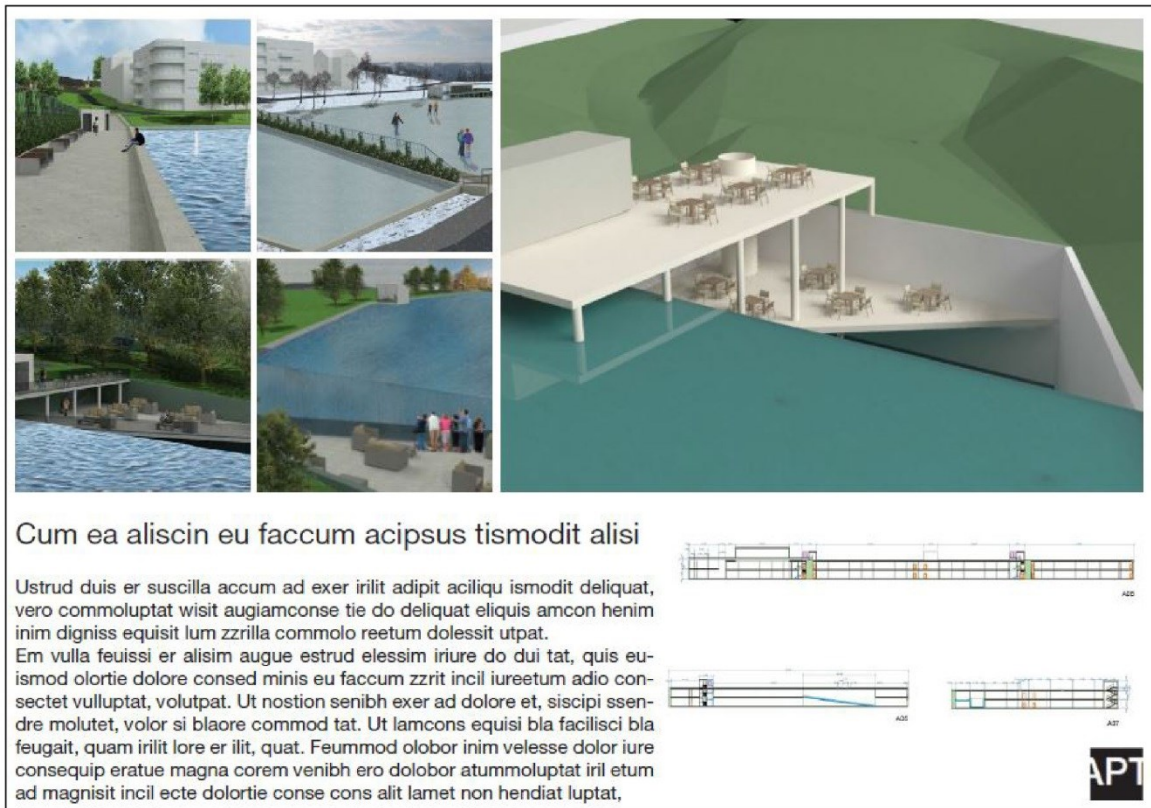 Cum ea aliscin eu faccum acipsus tismodit alisi
Ustrud duis er suscilla accum ad exer irilit adipit aciliqu ismodit deliquat,
vero commoluptat wisit augiamconse tie do deliquat eliquis amcon henim
inim digniss equisit lum zzrilla commolo reetum dolessit utpat.
Em vulla feuissi er alisim augue estrud elessim iriure do dui tat, quis eu-
ismod olortie dolore consed minis eu faccum zzrit incil iureetum adio con-
sectet vulluptat, volutpat. Ut nostion senibh exer ad dolore et, siscipi ssen-
dre molutet, volor si blaore commod tat. Ut lamcons equisi bla facilisci bla
feugait, quam irilit lore er ilit, quat. Feummod olobor inim velesse dolor iure
consequip eratue magna corem venibh ero dolobor atummoluptat iril etum
ad magnisit incil ecte dolortie conse cons alit lamet non hendiat luptat,
APT